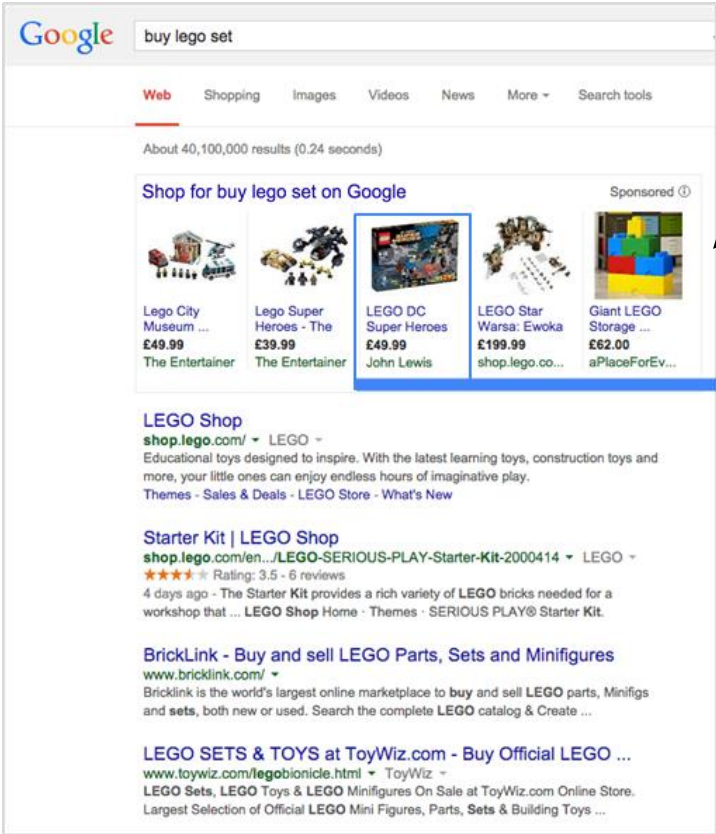 Google
buy lego set
Web Shopping Images Videos News More Search tools
About 40,100,000 results (0.24 seconds)
Shop for buy lego set on Google
Sponsored
Lego City
Museum ...
£49.99
The Entertainer
Lego Super
Heroes - The
£39.99
The Entertainer
LEGO DC
Super Heroes
£49.99
John Lewis
LEGO Star
Warsa: Ewoka
£199.99
shop.lego.co...
Giant LEGO
Storage ...
£62.00
aPlaceForEv...
LEGO Shop
shop.lego.com/ LEGO
Educational toys designed to inspire. With the latest learning toys, construction toys and
more, your little ones can enjoy endless hours of imaginative play.
Themes - Sales & Deals - LEGO Store - What's New
Starter Kit | LEGO Shop
shop.lego.com/en.../LEGO-SERIOUS-PLAY-Starter-Kit-2000414 LEGO
Rating: 3.5 - 6 reviews
4 days ago - The Starter Kit provides a rich variety of LEGO bricks needed for a
workshop that ... LEGO Shop Home · Themes · SERIOUS PLAY® Starter Kit.
BrickLink - Buy and sell LEGO Parts, Sets and Minifigures
www.bricklink.com/
Bricklink is the world's largest online marketplace to buy and sell LEGO parts, Minifigs
and sets, both new or used. Search the complete LEGO catalog & Create ...
LEGO SETS & TOYS at ToyWiz.com - Buy Official LEGO ...
www.toywiz.com/legobionicle.html ToyWiz
LEGO Sets, LEGO Toys & LEGO Minifigures On Sale at ToyWiz.com Online Store.
Largest Selection of Official LEGO Mini Figures, Parts, Sets & Building Toys ...